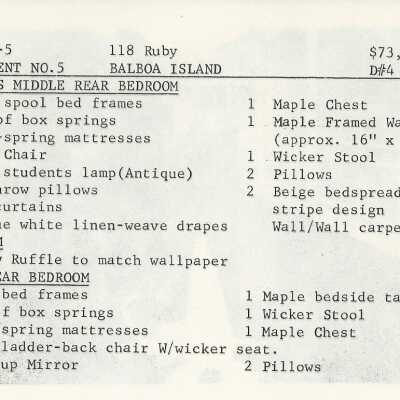 -5 118 Ruby $73,
ENT NO.5 BALBOA ISLAND D#4
S MIDDLE REAR BEDROOM
spool bed frames 1 Maple Chest
of box springs 1 Maple Framed Wa
-spring mattresses (approx. 16" x
Chair 1 Wicker Stool
students lamp(Antique) 2 Pillows
hrow pillows 2 Beige bedspread
curtains stripe design
ne white linen-weave drapes Wall/Wall carpe
M
y Ruffle to match wallpaper
EAR BEDROOM
bed frames 1 Maple bedside ta
of box springs 1 Wicker Stool
/spring mattresses 1 Maple Chest
ladder-back chair W/wicker seat.
up Mirror 2 Pillows